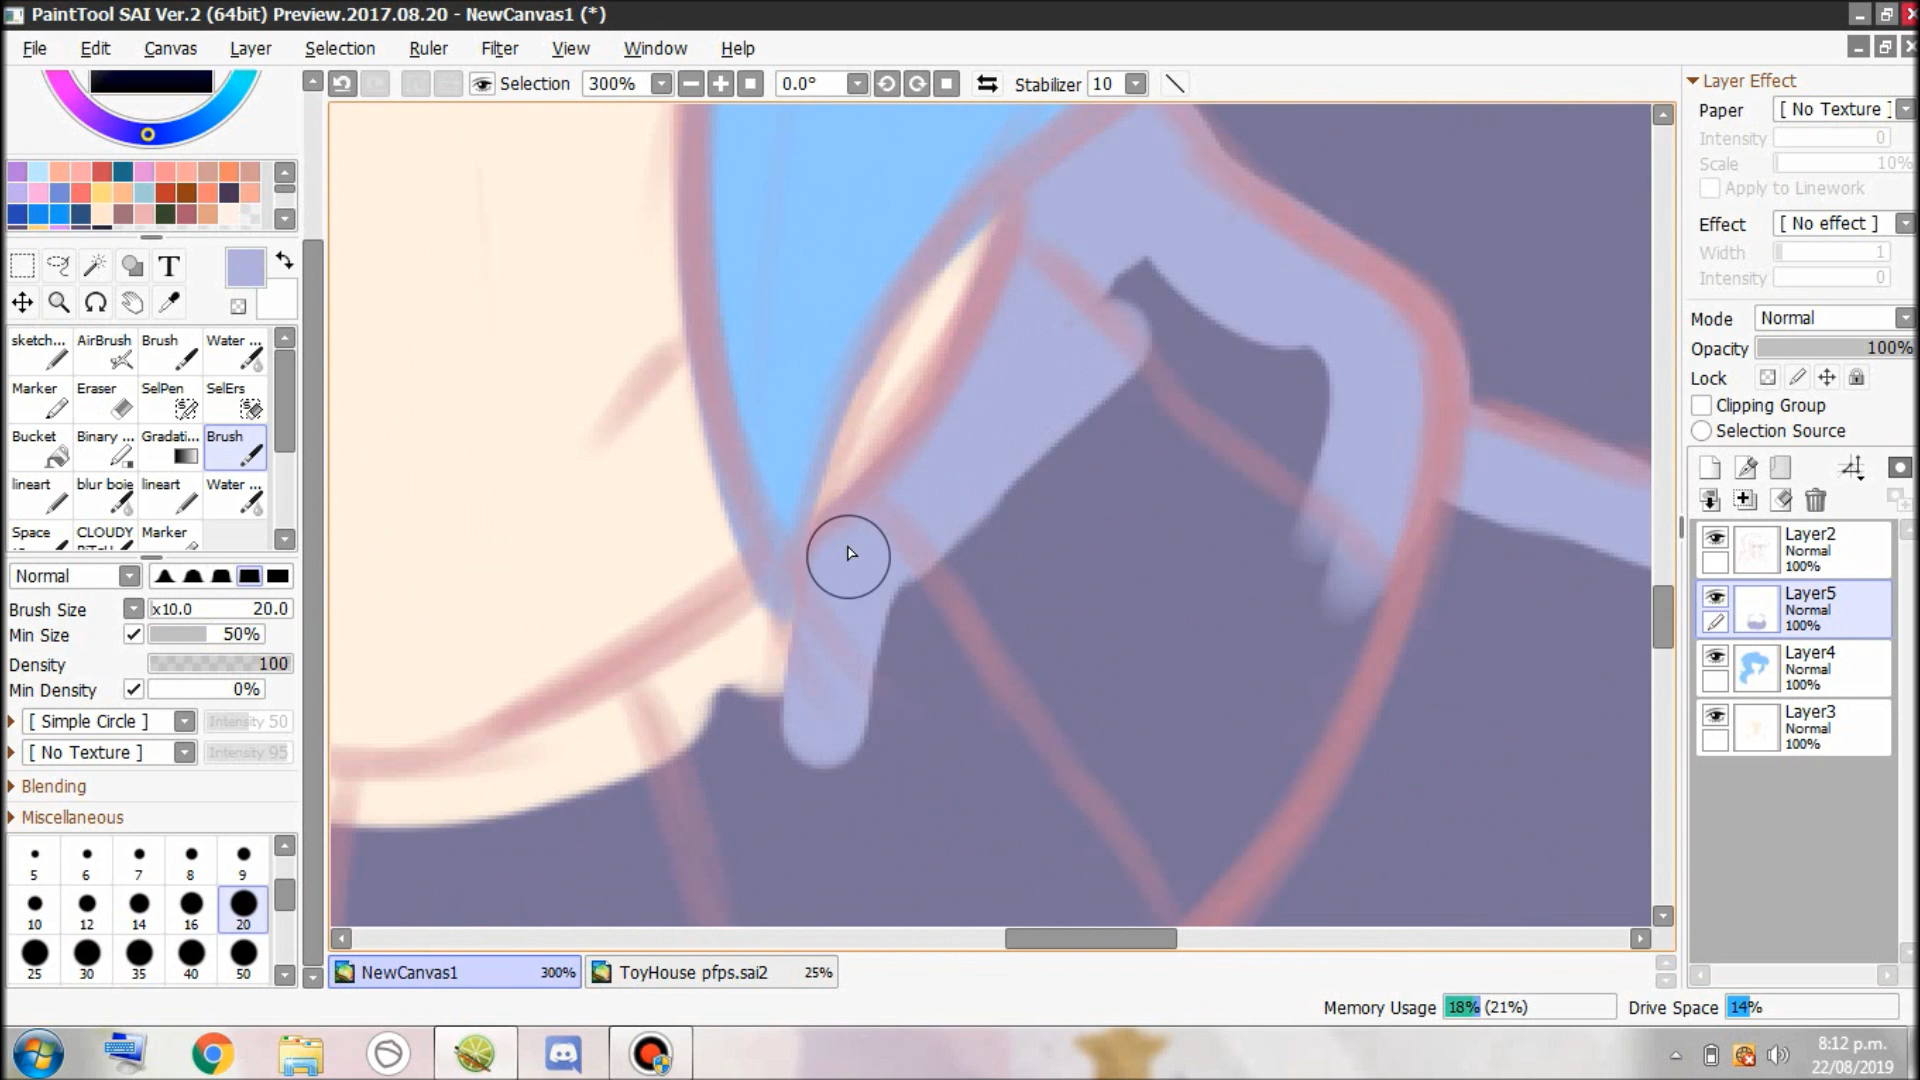 PaintTool SAI Ver.2 (64bit) Preview.2017.08.20 - NewCanvas1 (*)
File Edit Canvas Layer Selection Ruler Filter View Window Help
Selection 300% 0.0° Stabilizer 10
Layer Effect
Paper [ No Texture ]
Intensity 0
Scale 10%
Apply to Linework
Effect [ No effect ]
Width 1
Intensity 0
Mode Normal
Opacity 100%
Lock
Clipping Group
Selection Source
Layer2
Normal
100%
Layer5
Normal
100%
Layer4
Normal
100%
Layer3
Normal
100%
T
sketch... AirBrush Brush Water ...
Marker Eraser SelPen SelErs
Bucket Binary ... Gradati... Brush
lineart blur boie lineart Water ...
Space CLOUDY Marker
Normal
Brush Size x10.0 20.0
Min Size 50%
Density 100
Min Density 0%
[ Simple Circle ] Intensity 50
[ No Texture ] Intensity 95
Blending
Miscellaneous
5 6 7 8 9
10 12 14 16 20
25 30 35 40 50
NewCanvas1 300% ToyHouse pfps.sai2 25%
Memory Usage 18% (21%) Drive Space 14%
8:12 p.m.
22/08/2019